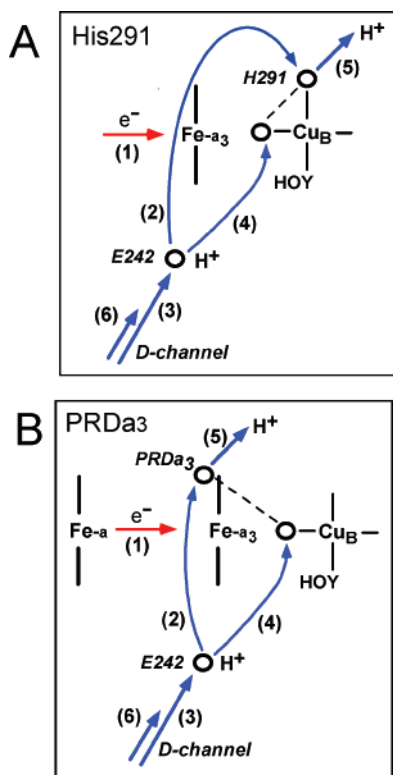 A His291
H⁺
H291 (5)
e⁻
(1)
Fe-a₃
Cu_B
HOY
(2)
(4)
E242 H⁺
(6) (3)
D-channel
B PRDa3
(5) H⁺
PRDa₃
Fe-a
e⁻
(1)
Fe-a₃
Cu_B
HOY
(2)
(4)
E242 H⁺
(6) (3)
D-channel